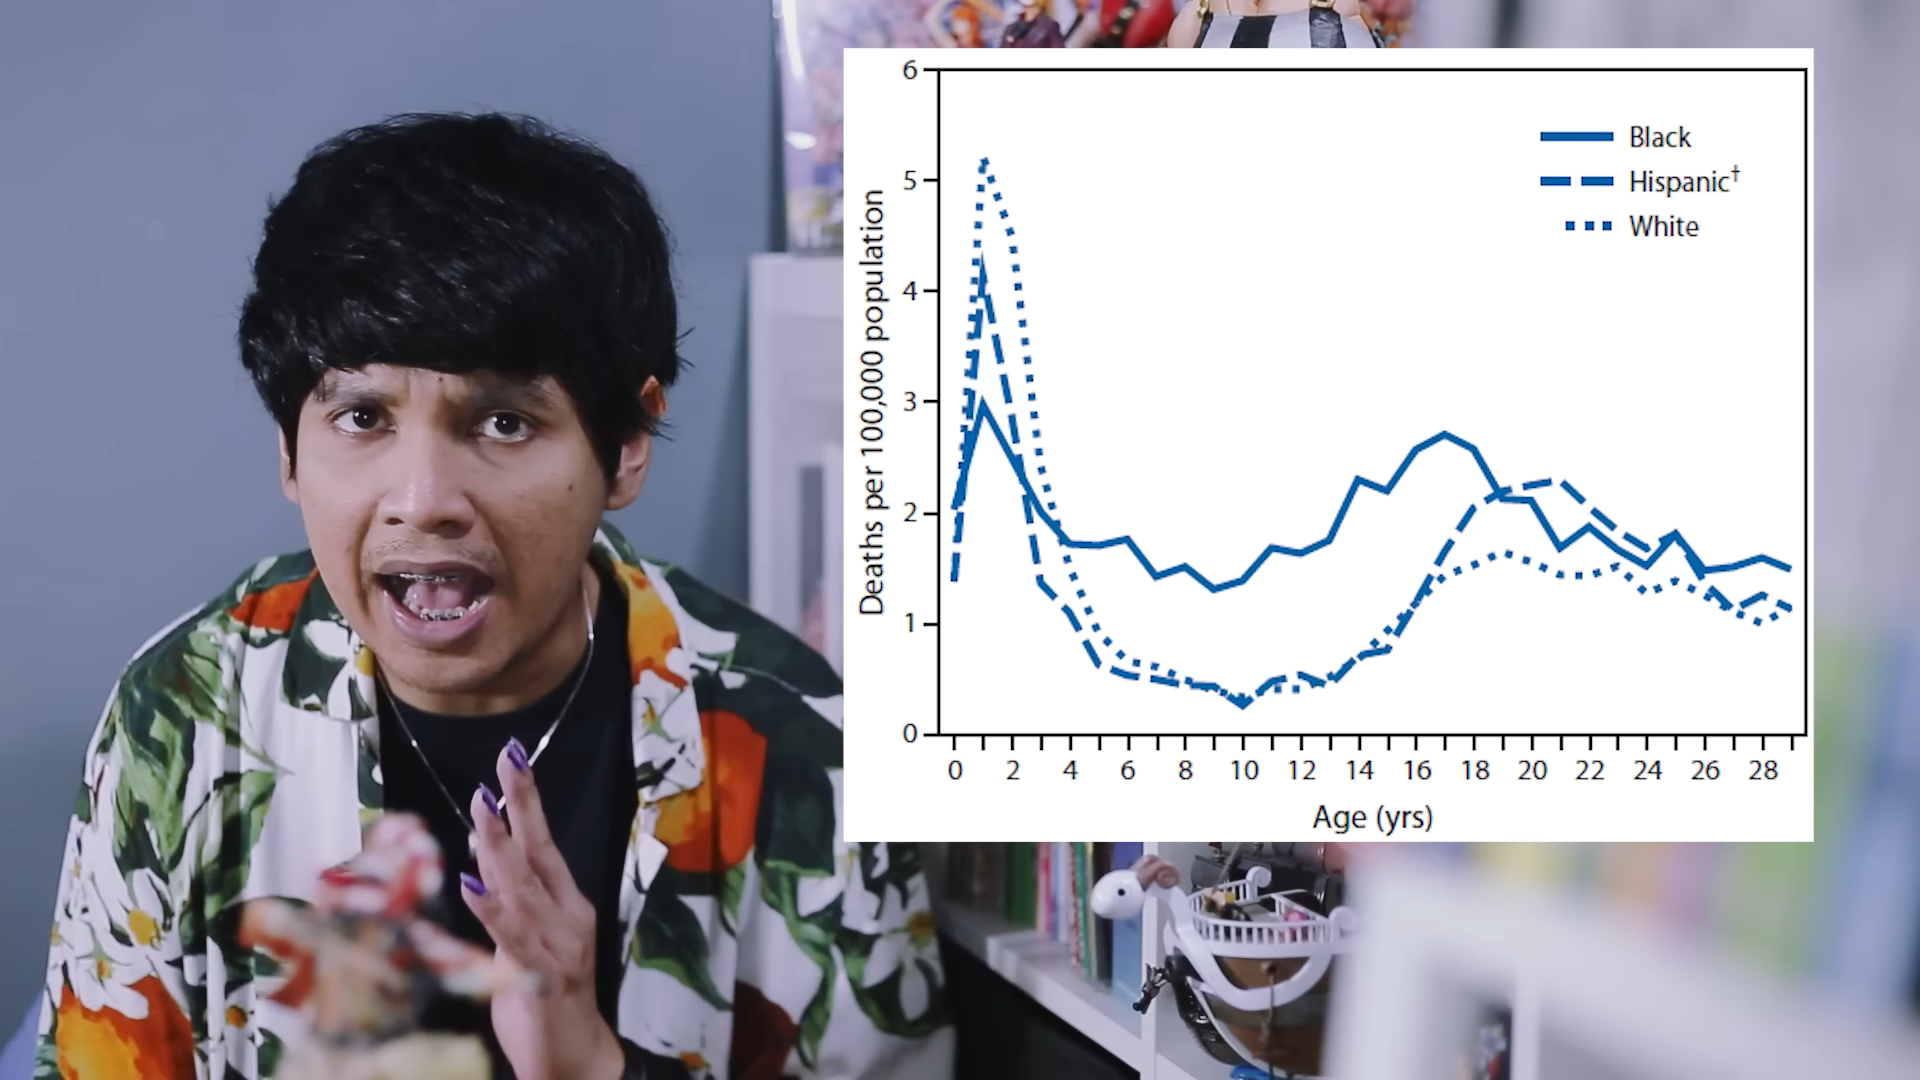 6
5
4
3
2
1
0
Deaths per 100,000 population
Black
Hispanic†
White
0 2 4 6 8 10 12 14 16 18 20 22 24 26 28
Age (yrs)